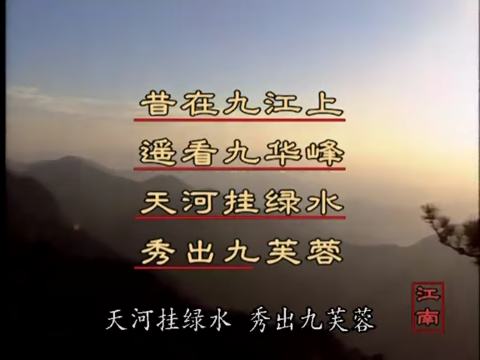 昔在九江上
遥看九华峰
天河挂绿水
秀出九芙蓉
江南
天河挂绿水 秀出九芙蓉